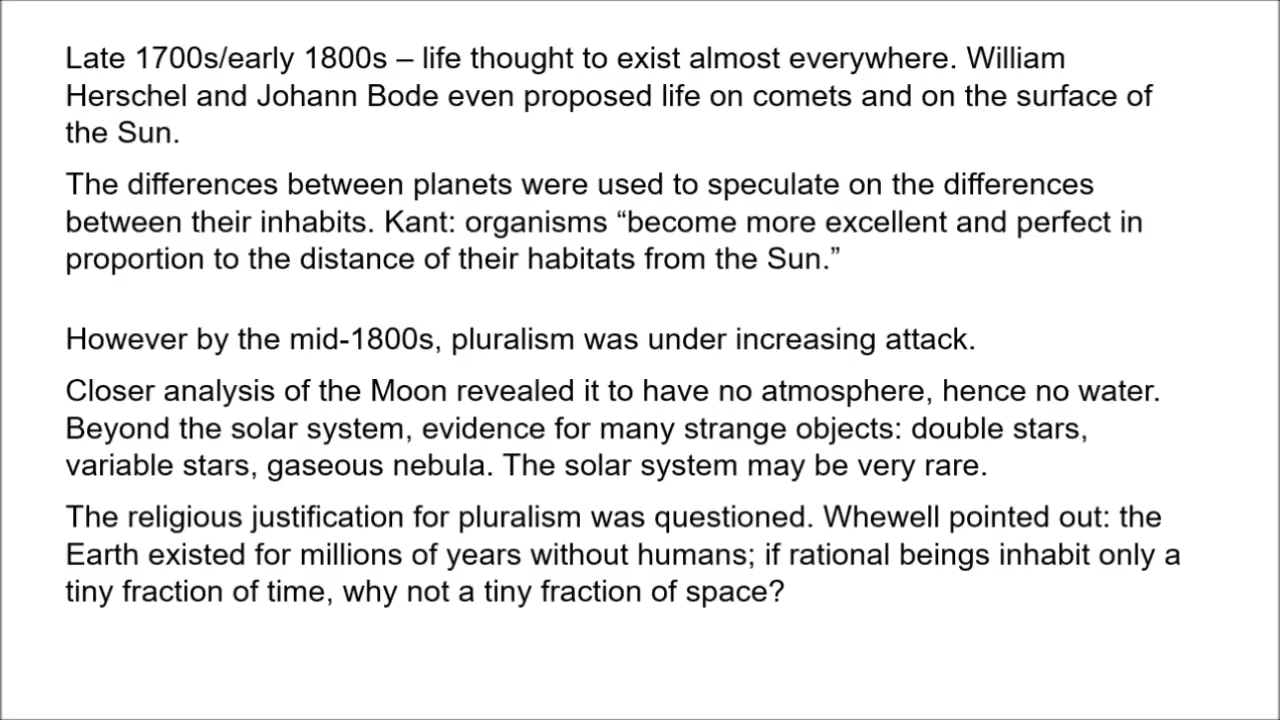 Late 1700s/early 1800s – life thought to exist almost everywhere. William
Herschel and Johann Bode even proposed life on comets and on the surface of
the Sun.
The differences between planets were used to speculate on the differences
between their inhabits. Kant: organisms “become more excellent and perfect in
proportion to the distance of their habitats from the Sun.”
However by the mid-1800s, pluralism was under increasing attack.
Closer analysis of the Moon revealed it to have no atmosphere, hence no water.
Beyond the solar system, evidence for many strange objects: double stars,
variable stars, gaseous nebula. The solar system may be very rare.
The religious justification for pluralism was questioned. Whewell pointed out: the
Earth existed for millions of years without humans; if rational beings inhabit only a
tiny fraction of time, why not a tiny fraction of space?